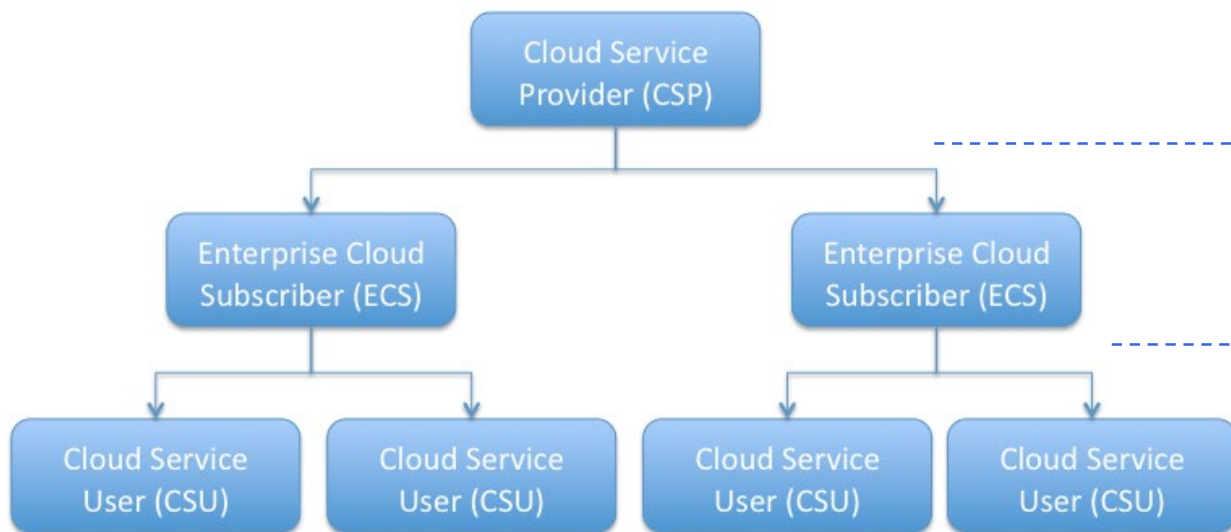 Cloud Service
Provider (CSP)
Enterprise Cloud
Subscriber (ECS)
Enterprise Cloud
Subscriber (ECS)
Cloud Service
User (CSU)
Cloud Service
User (CSU)
Cloud Service
User (CSU)
Cloud Service
User (CSU)